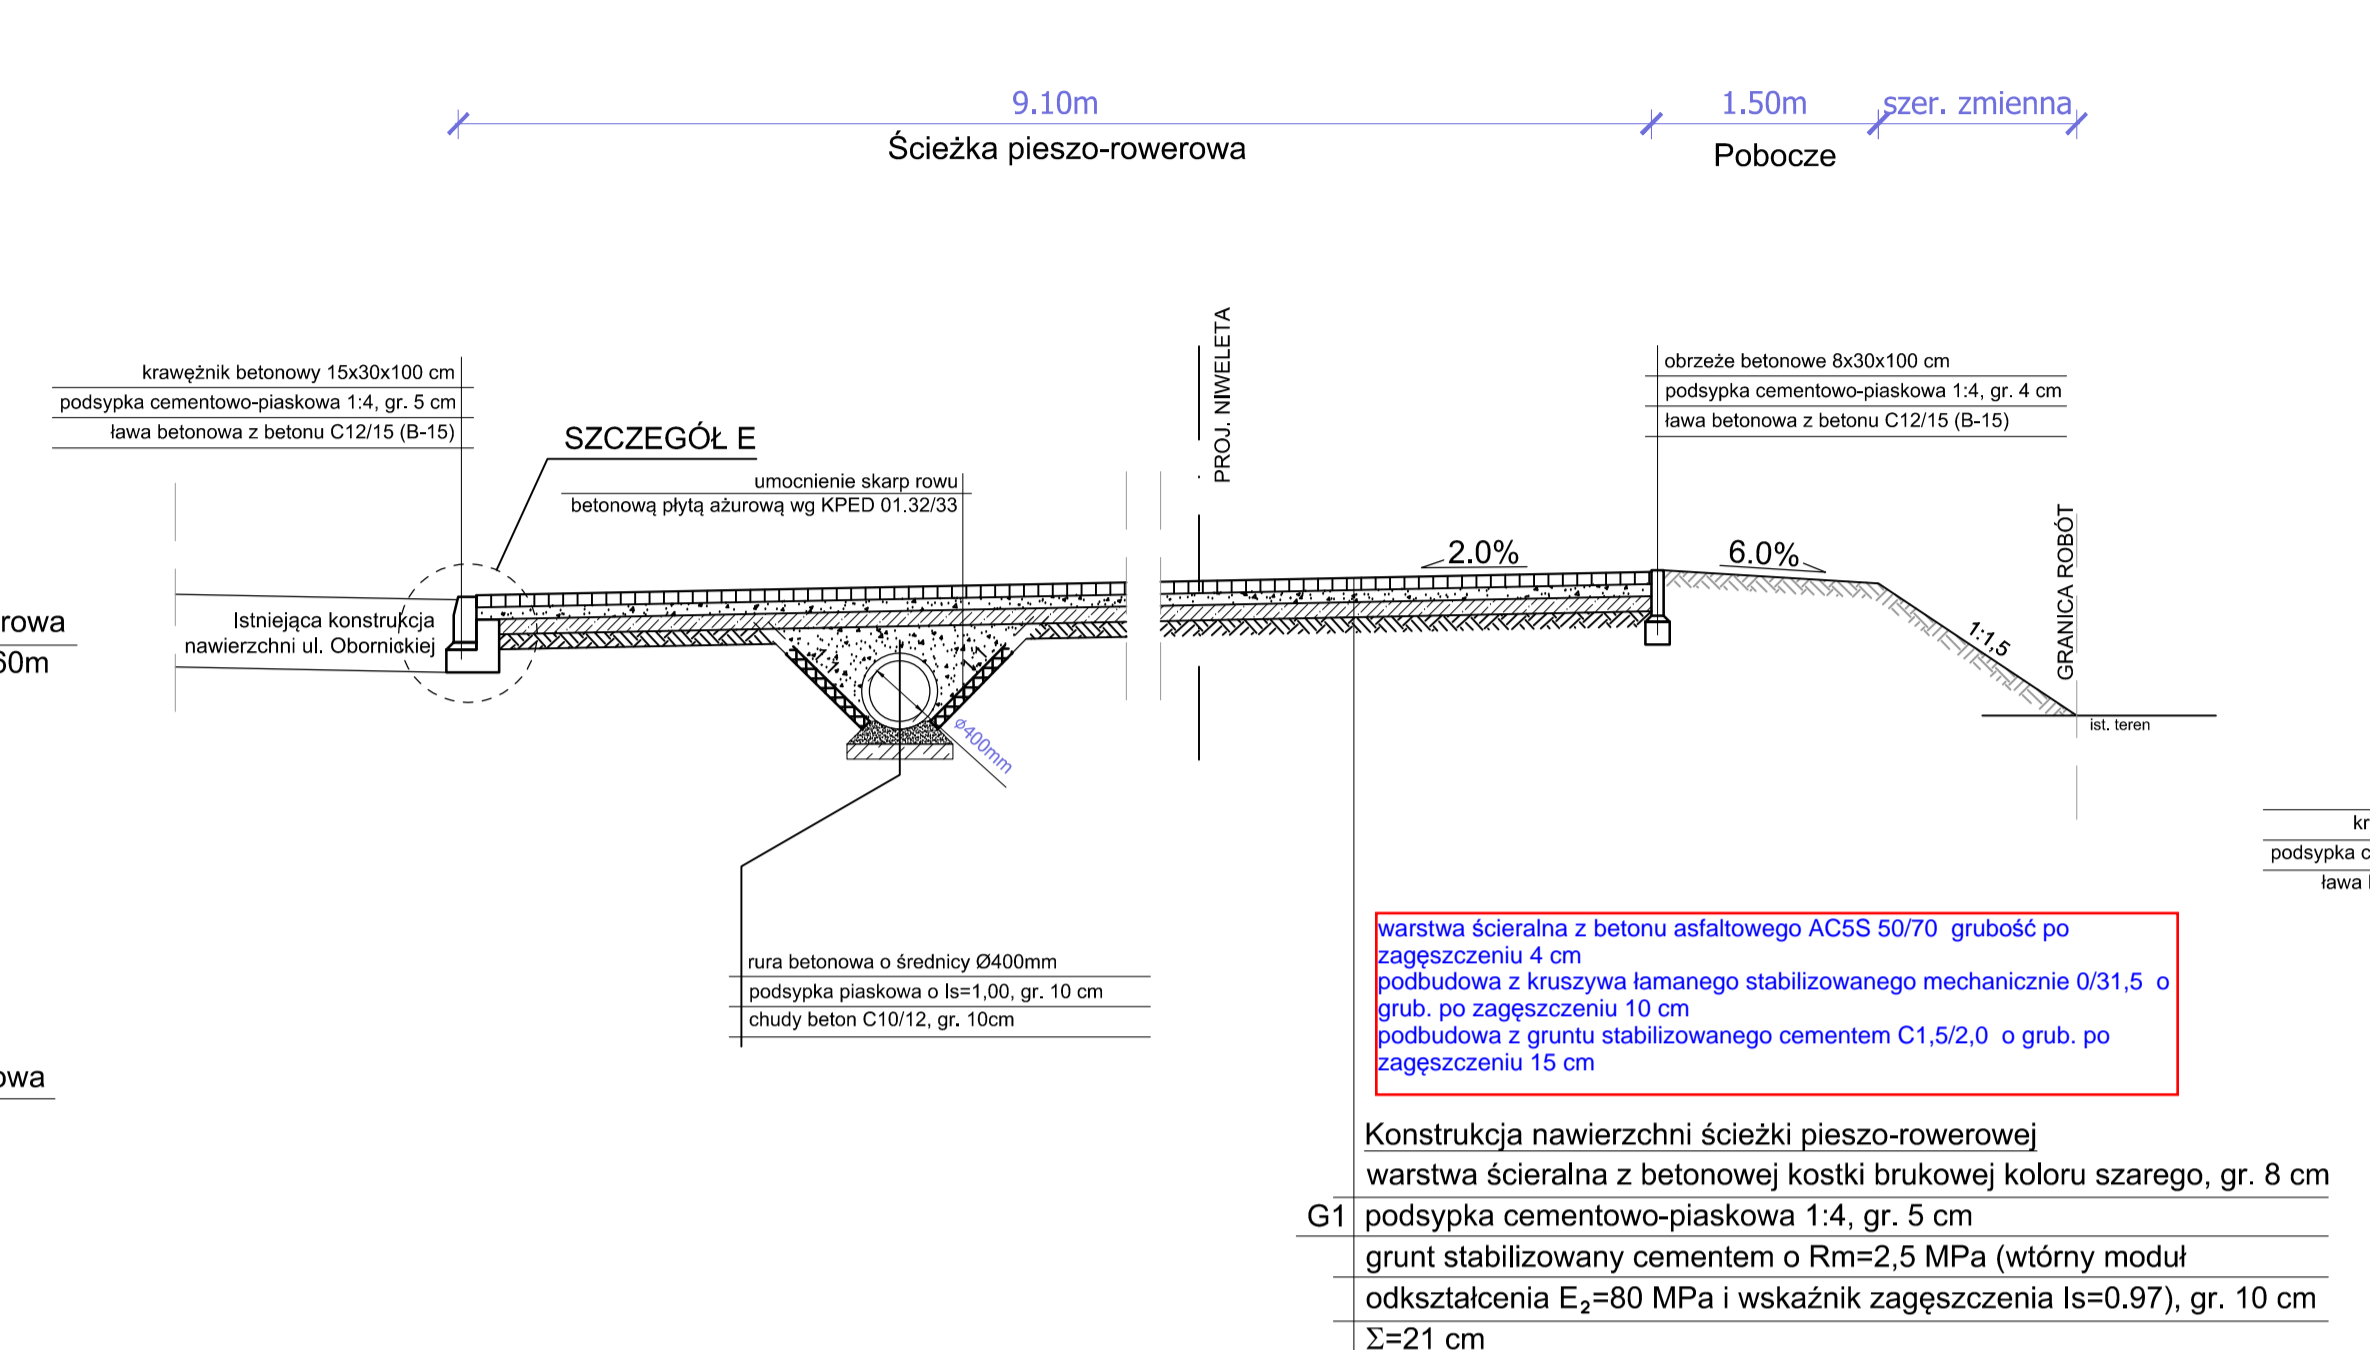 9.10m
1.50m
szer. zmienna
Ścieżka pieszo-rowerowa
Pobocze
PROJ. NIWELETA
krawężnik betonowy 15x30x100 cm
podsypka cementowo-piaskowa 1:4, gr. 5 cm
ława betonowa z betonu C12/15 (B-15)
obrzeże betonowe 8x30x100 cm
podsypka cementowo-piaskowa 1:4, gr. 4 cm
ława betonowa z betonu C12/15 (B-15)
SZCZEGÓŁ E
umocnienie skarp rowu
betonową płytą ażurową wg KPED 01.32/33
2.0%
6.0%
GRANICA ROBÓT
rowa
60m
Istniejąca konstrukcja
nawierzchni ul. Obornickiej
1:1,5
ist. teren
Ø400mm
kr
podsypka c
ława
rura betonowa o średnicy Ø400mm
podsypka piaskowa o Is=1,00, gr. 10 cm
chudy beton C10/12, gr. 10cm
owa
warstwa ścieralna z betonu asfaltowego AC5S 50/70 grubość po
zagęszczeniu 4 cm
podbudowa z kruszywa łamanego stabilizowanego mechanicznie 0/31,5 o
grub. po zagęszczeniu 10 cm
podbudowa z gruntu stabilizowanego cementem C1,5/2,0 o grub. po
zagęszczeniu 15 cm
Konstrukcja nawierzchni ścieżki pieszo-rowerowej
warstwa ścieralna z betonowej kostki brukowej koloru szarego, gr. 8 cm
G1 podsypka cementowo-piaskowa 1:4, gr. 5 cm
grunt stabilizowany cementem o Rm=2,5 MPa (wtórny moduł
odkształcenia E₂=80 MPa i wskaźnik zagęszczenia Is=0.97), gr. 10 cm
Σ=21 cm